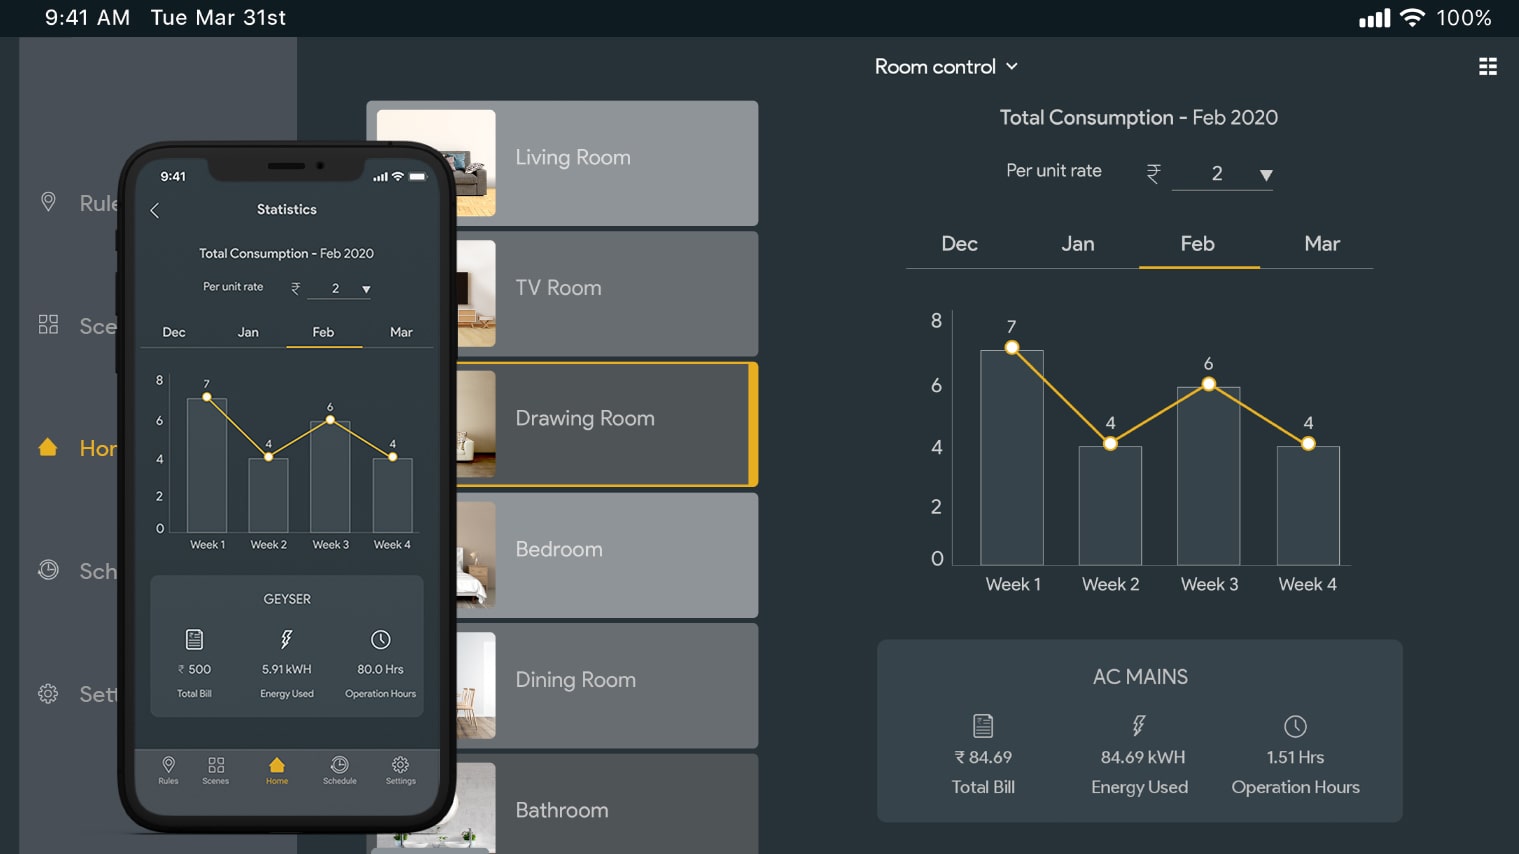 9:41 AM Tue Mar 31st
100%
Room control
Total Consumption - Feb 2020
Per unit rate ₹ 2
Dec Jan Feb Mar
8
6
4
2
0
7
4
6
4
Week 1 Week 2 Week 3 Week 4
AC MAINS
₹ 84.69 84.69 kWH 1.51 Hrs
Total Bill Energy Used Operation Hours
Living Room
TV Room
Drawing Room
Bedroom
Dining Room
Bathroom
Rule
Sce
Hor
Sch
Sett
9:41
Statistics
Total Consumption - Feb 2020
Per unit rate ₹ 2
Dec Jan Feb Mar
8
6
4
2
0
7
4
6
4
Week 1 Week 2 Week 3 Week 4
GEYSER
₹ 500 5.91 kWH 80.0 Hrs
Total Bill Energy Used Operation Hours
Rules Scenes Home Schedule Settings